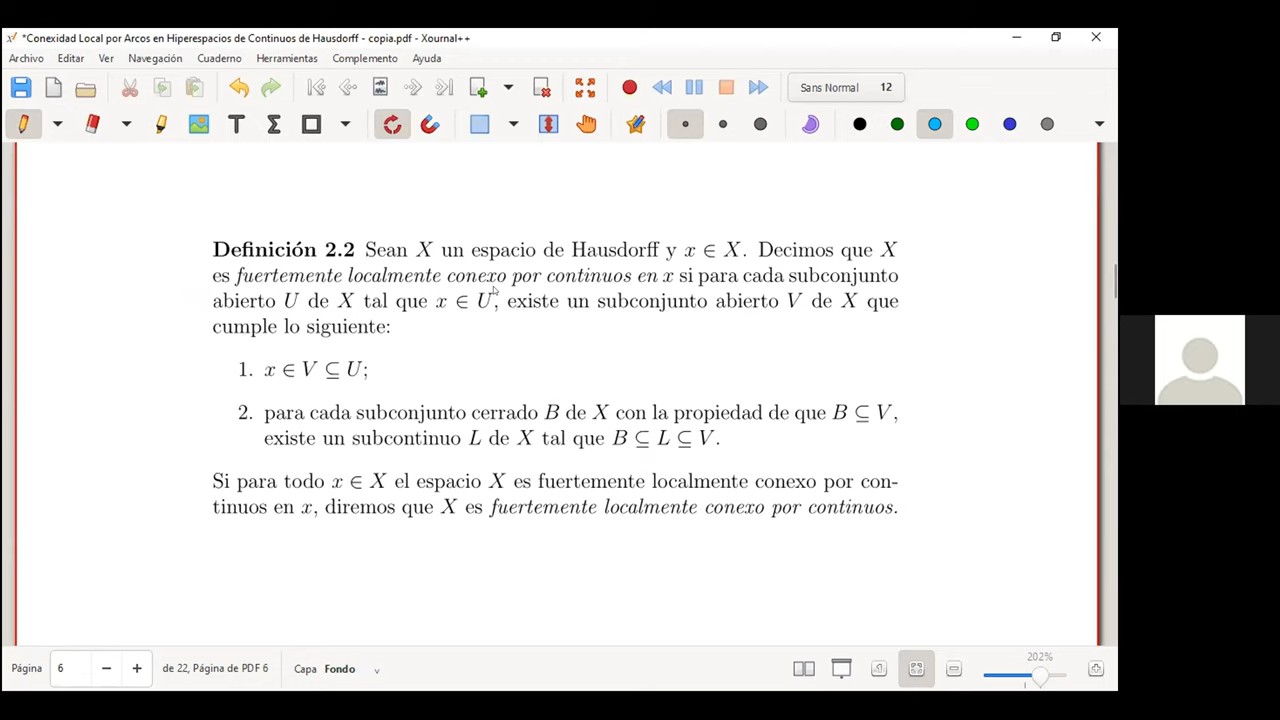 *Conexidad Local por Arcos en Hiperespacios de Continuos de Hausdorff - copia.pdf - Xournal++
Archivo Editar Ver Navegación Cuaderno Herramientas Complemento Ayuda
Sans Normal 12
Definición 2.2 Sean X un espacio de Hausdorff y x ∈ X. Decimos que X
es fuertemente localmente conexo por continuos en x si para cada subconjunto
abierto U de X tal que x ∈ U, existe un subconjunto abierto V de X que
cumple lo siguiente:
1. x ∈ V ⊆ U;
2. para cada subconjunto cerrado B de X con la propiedad de que B ⊆ V,
existe un subcontinuo L de X tal que B ⊆ L ⊆ V.
Si para todo x ∈ X el espacio X es fuertemente localmente conexo por con-
tinuos en x, diremos que X es fuertemente localmente conexo por continuos.
Página 6 de 22, Página de PDF 6 Capa Fondo 202%